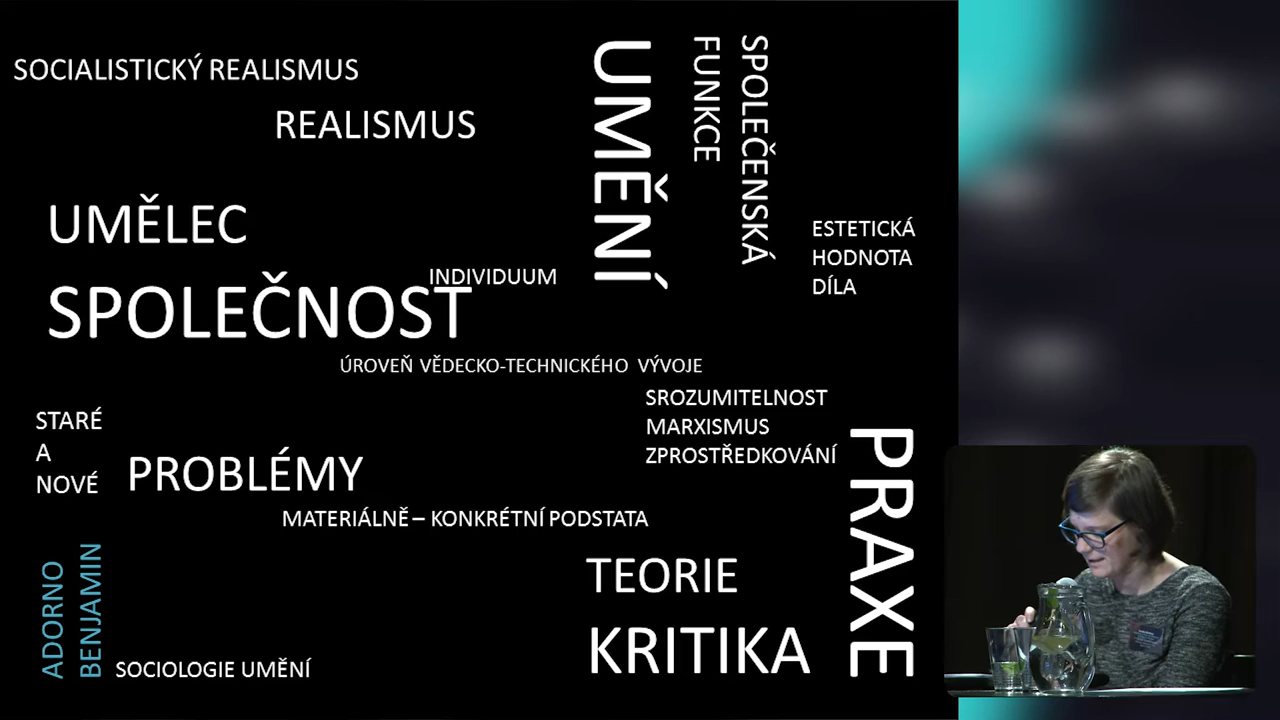 SOCIALISTICKÝ REALISMUS
REALISMUS
UMĚNÍ
FUNKCE
SPOLEČENSKÁ
UMĚLEC
ESTETICKÁ
HODNOTA
DÍLA
INDIVIDUUM
SPOLEČNOST
ÚROVEŇ VĚDECKO-TECHNICKÉHO VÝVOJE
SROZUMITELNOST
MARXISMUS
ZPROSTŘEDKOVÁNÍ
STARÉ
A
NOVÉ
PROBLÉMY
PRAXE
MATERIÁLNĚ – KONKRÉTNÍ PODSTATA
ADORNO
BENJAMIN
TEORIE
KRITIKA
SOCIOLOGIE UMĚNÍ